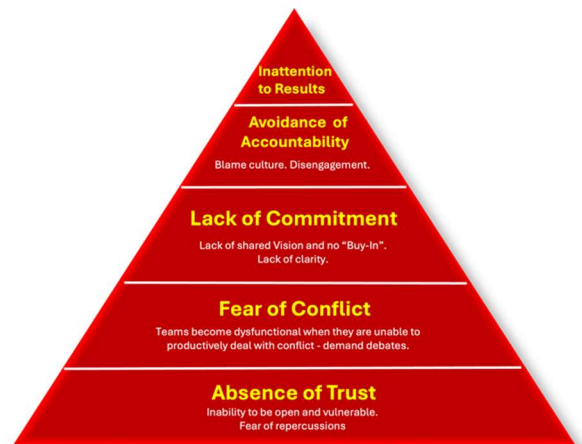 Inattention
to Results
Avoidance of
Accountability
Blame culture. Disengagement.
Lack of Commitment
Lack of shared Vision and no “Buy-In”.
Lack of clarity.
Fear of Conflict
Teams become dysfunctional when they are unable to
productively deal with conflict - demand debates.
Absence of Trust
Inability to be open and vulnerable.
Fear of repercussions